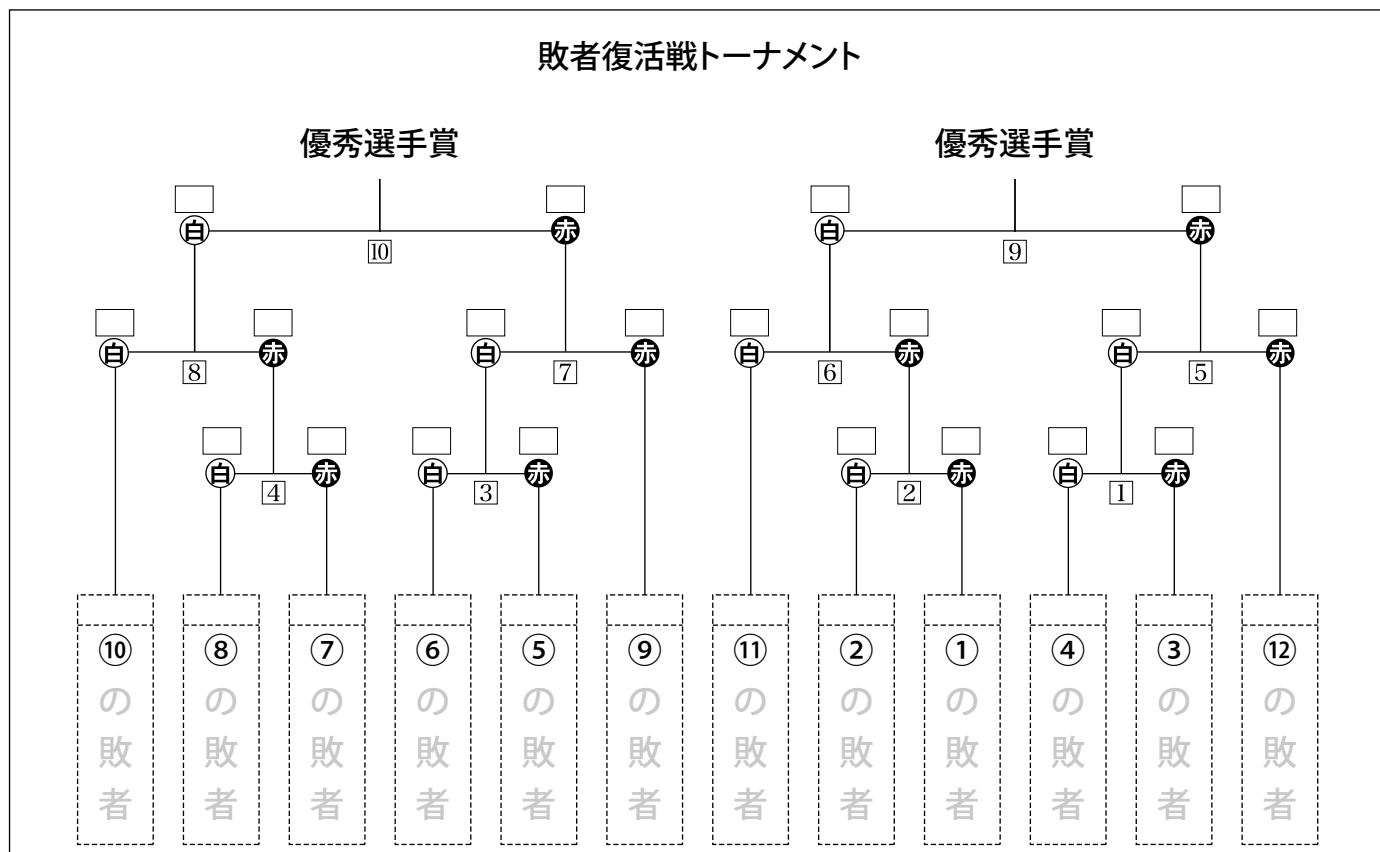 敗者復活戦トーナメント
優秀選手賞 優秀選手賞
白 赤 白 赤
10 9
白 赤 白 赤 白 赤 白 赤
8 7 6 5
白 赤 白 赤 白 赤 白 赤
4 3 2 1
⑩の敗者
⑧の敗者
⑦の敗者
⑥の敗者
⑤の敗者
⑨の敗者
⑪の敗者
②の敗者
①の敗者
④の敗者
③の敗者
⑫の敗者